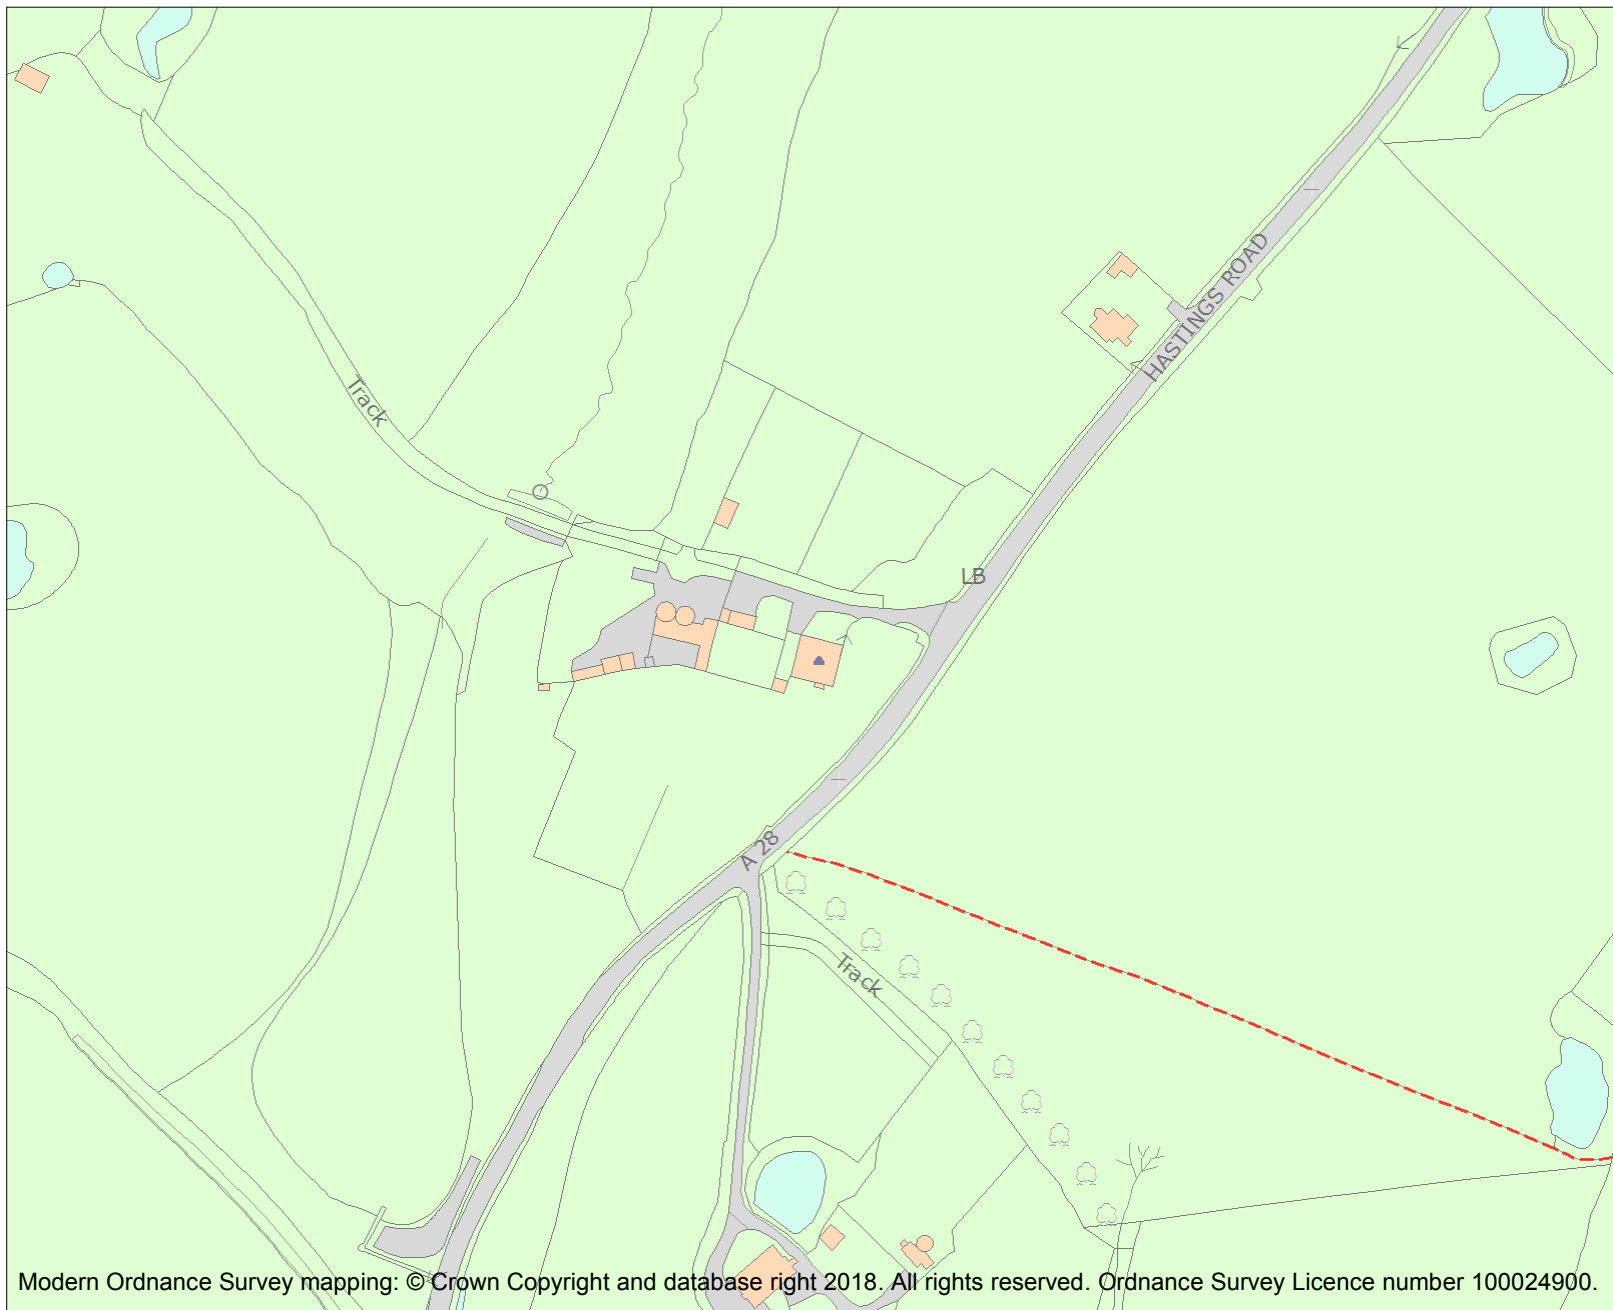 HASTINGS ROAD
Track
LB
A 28
Track
Modern Ordnance Survey mapping: © Crown Copyright and database right 2018. All rights reserved. Ordnance Survey Licence number 100024900.